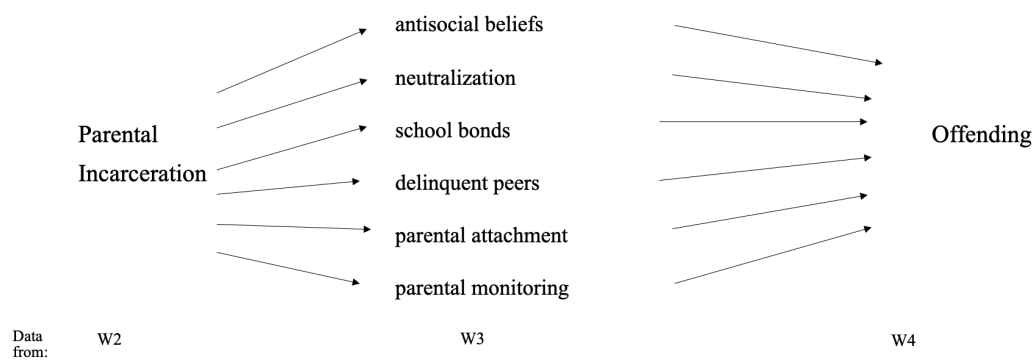 antisocial beliefs
neutralization
Parental
Incarceration
school bonds
delinquent peers
parental attachment
parental monitoring
Offending
Data
from:
W2
W3
W4